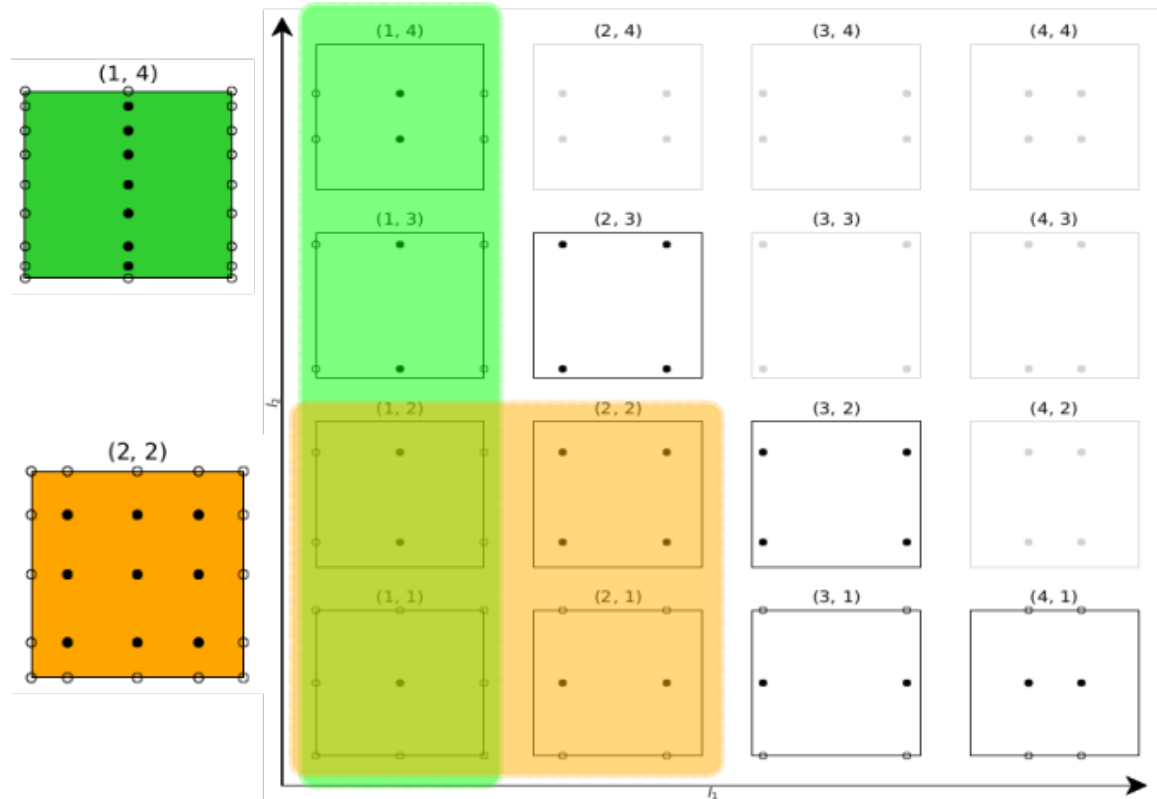 (1, 4)
(2, 2)
(1, 4) (2, 4) (3, 4) (4, 4)
(1, 3) (2, 3) (3, 3) (4, 3)
(1, 2) (2, 2) (3, 2) (4, 2)
(1, 1) (2, 1) (3, 1) (4, 1)
l₂
l₁